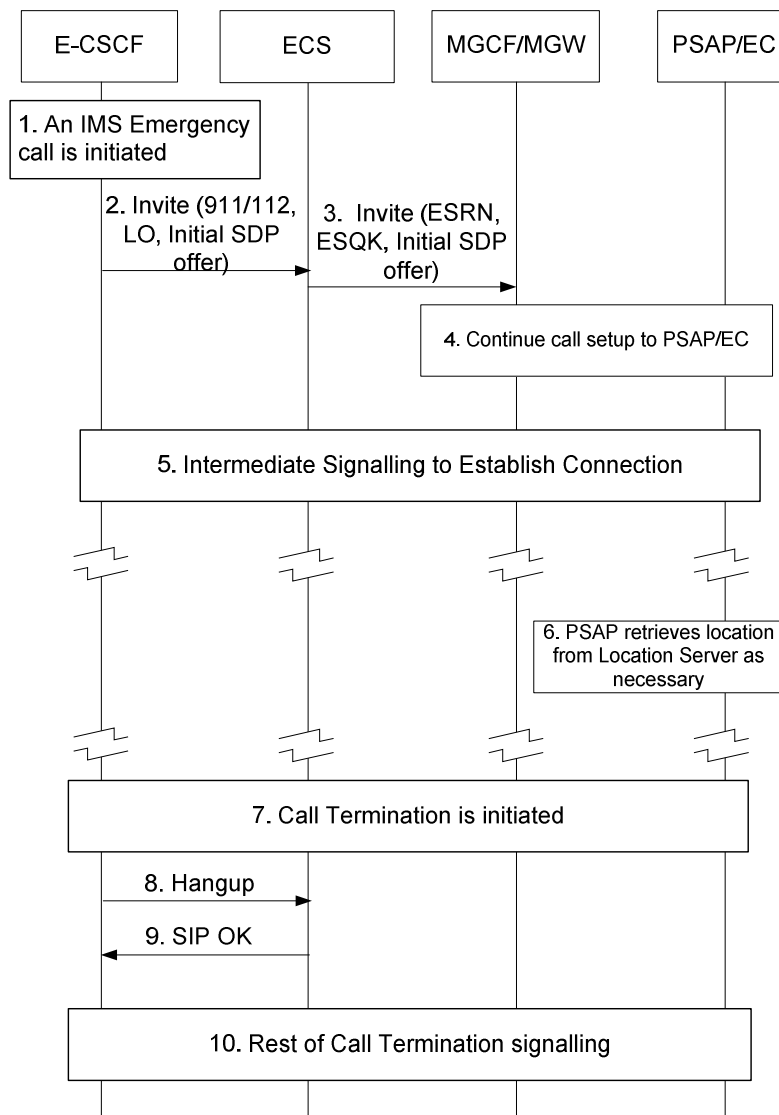 E-CSCF
ECS
MGCF/MGW
PSAP/EC
1. An IMS Emergency
call is initiated
2. Invite (911/112,
LO, Initial SDP
offer)
3. Invite (ESRN,
ESQK, Initial SDP
offer)
4. Continue call setup to PSAP/EC
5. Intermediate Signalling to Establish Connection
6. PSAP retrieves location
from Location Server as
necessary
7. Call Termination is initiated
8. Hangup
9. SIP OK
10. Rest of Call Termination signalling